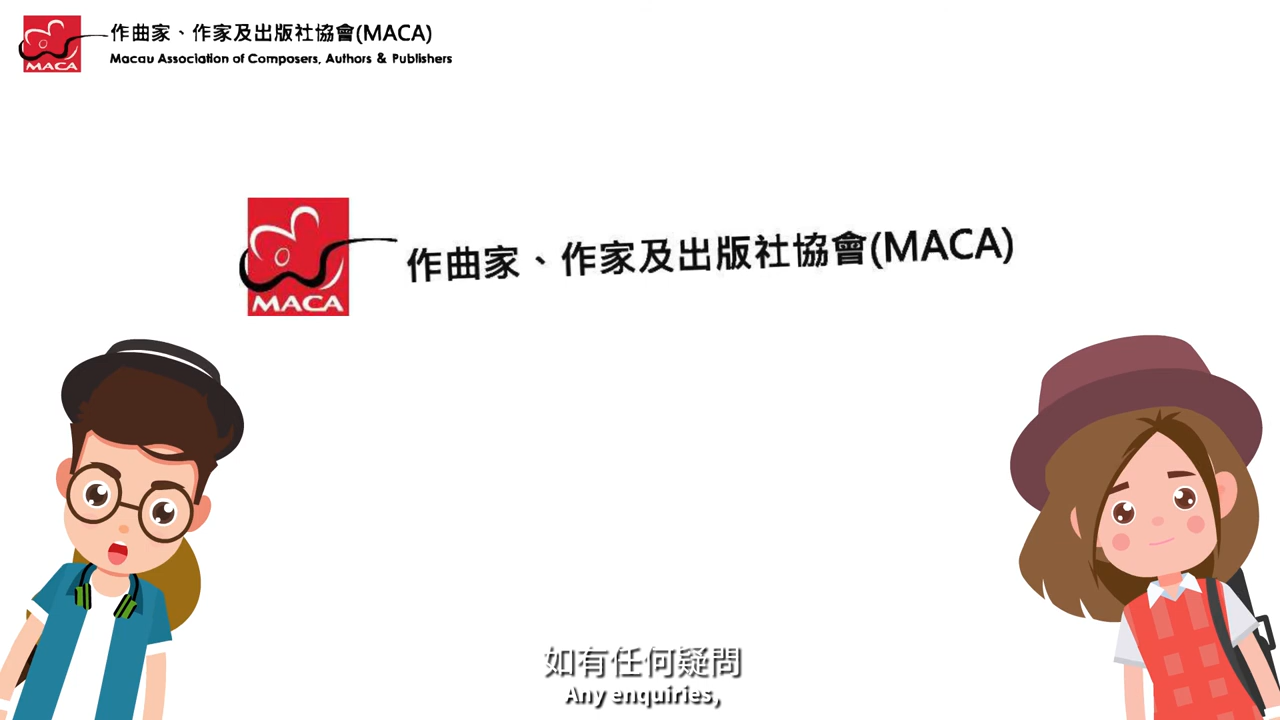 作曲家、作家及出版社協會(MACA)
Macau Association of Composers, Authors & Publishers
MACA
作曲家、作家及出版社協會(MACA)
MACA
如有任何疑問
Any enquiries,